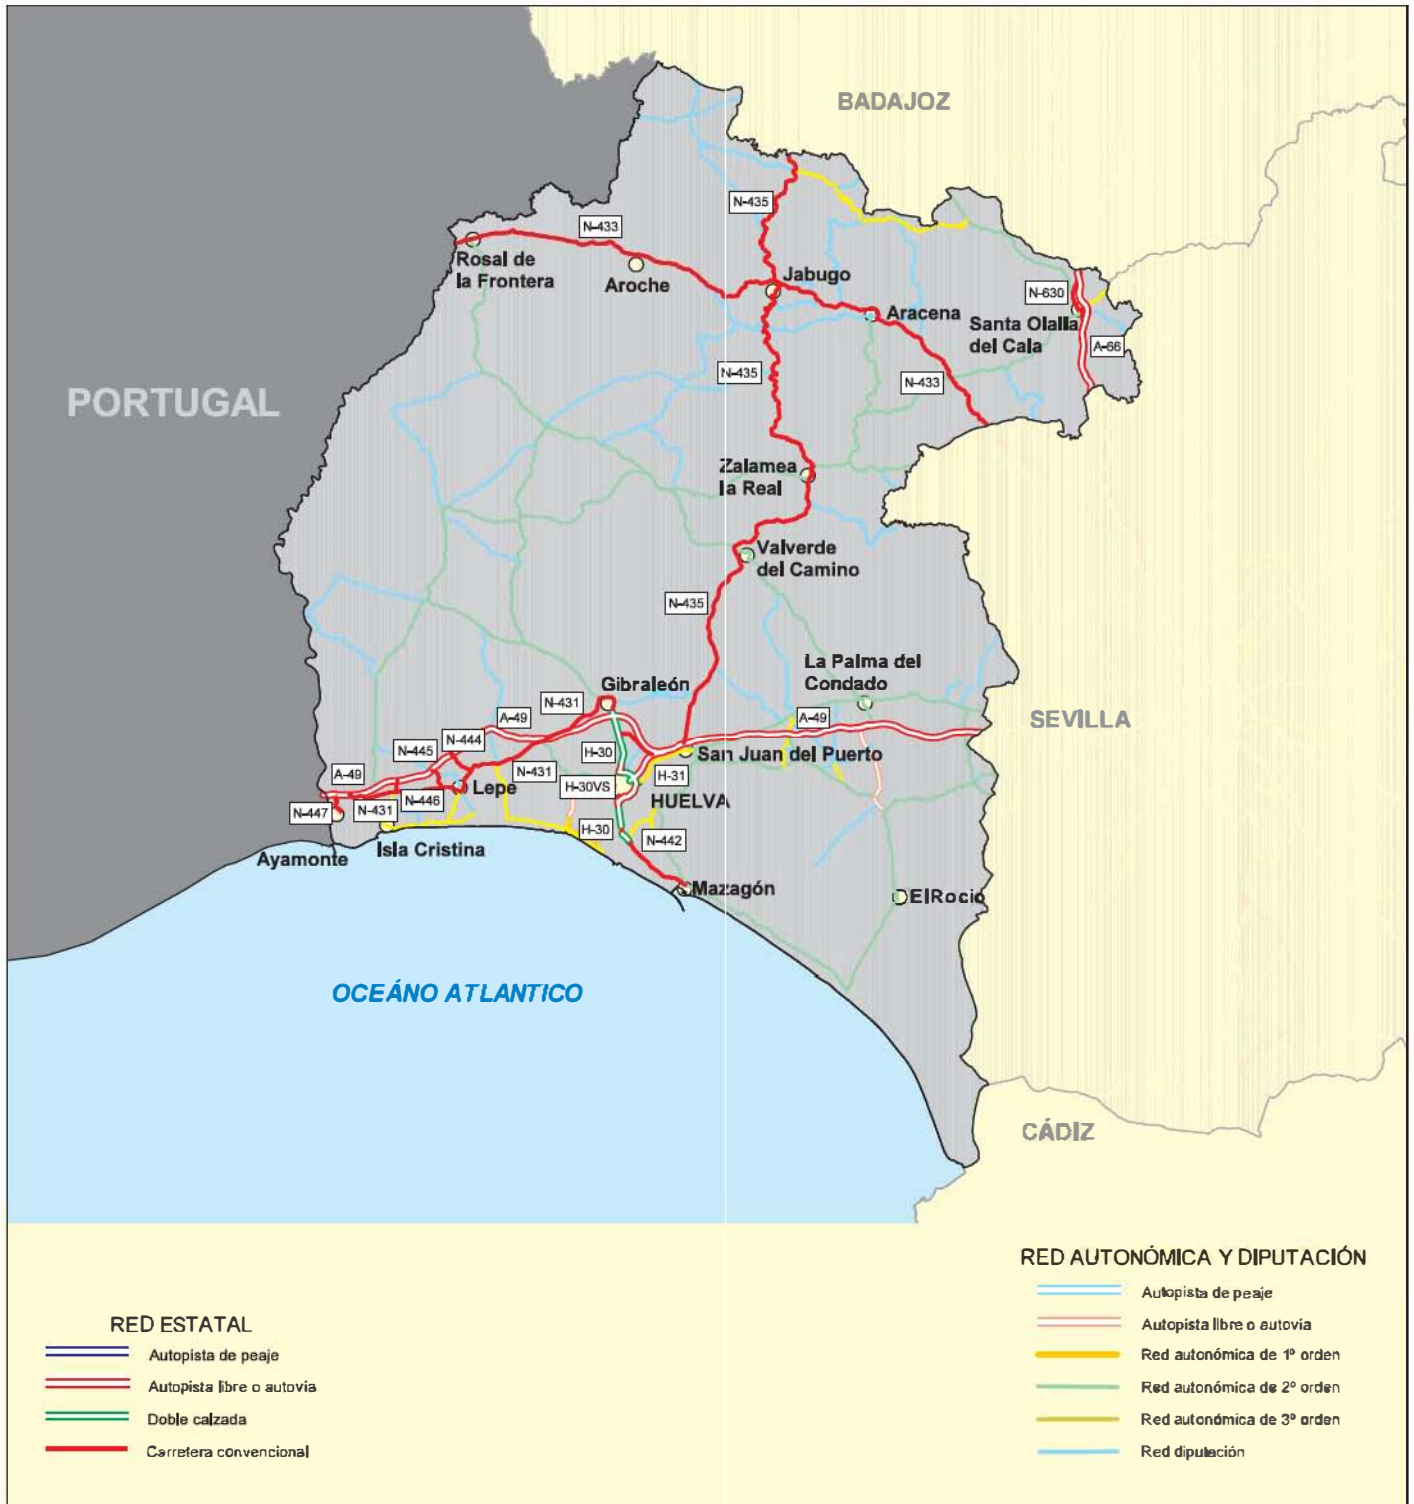 BADAJOZ
N-435
N-433
Rosal de
la Frontera
Aroche
Jabugo
N-630
Aracena
Santa Olalla
del Cala
A-66
N-435
N-433
PORTUGAL
Zalamea
la Real
Valverde
del Camino
N-435
La Palma del
Condado
Gibraleón
N-431
A-49
A-49
SEVILLA
N-444
N-445
H-30
San Juan del Puerto
A-49
N-431
H-31
H-30VS
Lepe
N-446
HUELVA
N-447
N-431
H-30
N-442
Isla Cristina
Ayamonte
Mazagón
El Rocio
OCEÁNO ATLANTICO
CÁDIZ
RED AUTONÓMICA Y DIPUTACIÓN
Autopista de peaje
Autopista libre o autovia
Red autonómica de 1º orden
Red autonómica de 2º orden
Red autonómica de 3º orden
Red diputación
RED ESTATAL
Autopista de peaje
Autopista libre o autovia
Doble calzada
Carretera convencional